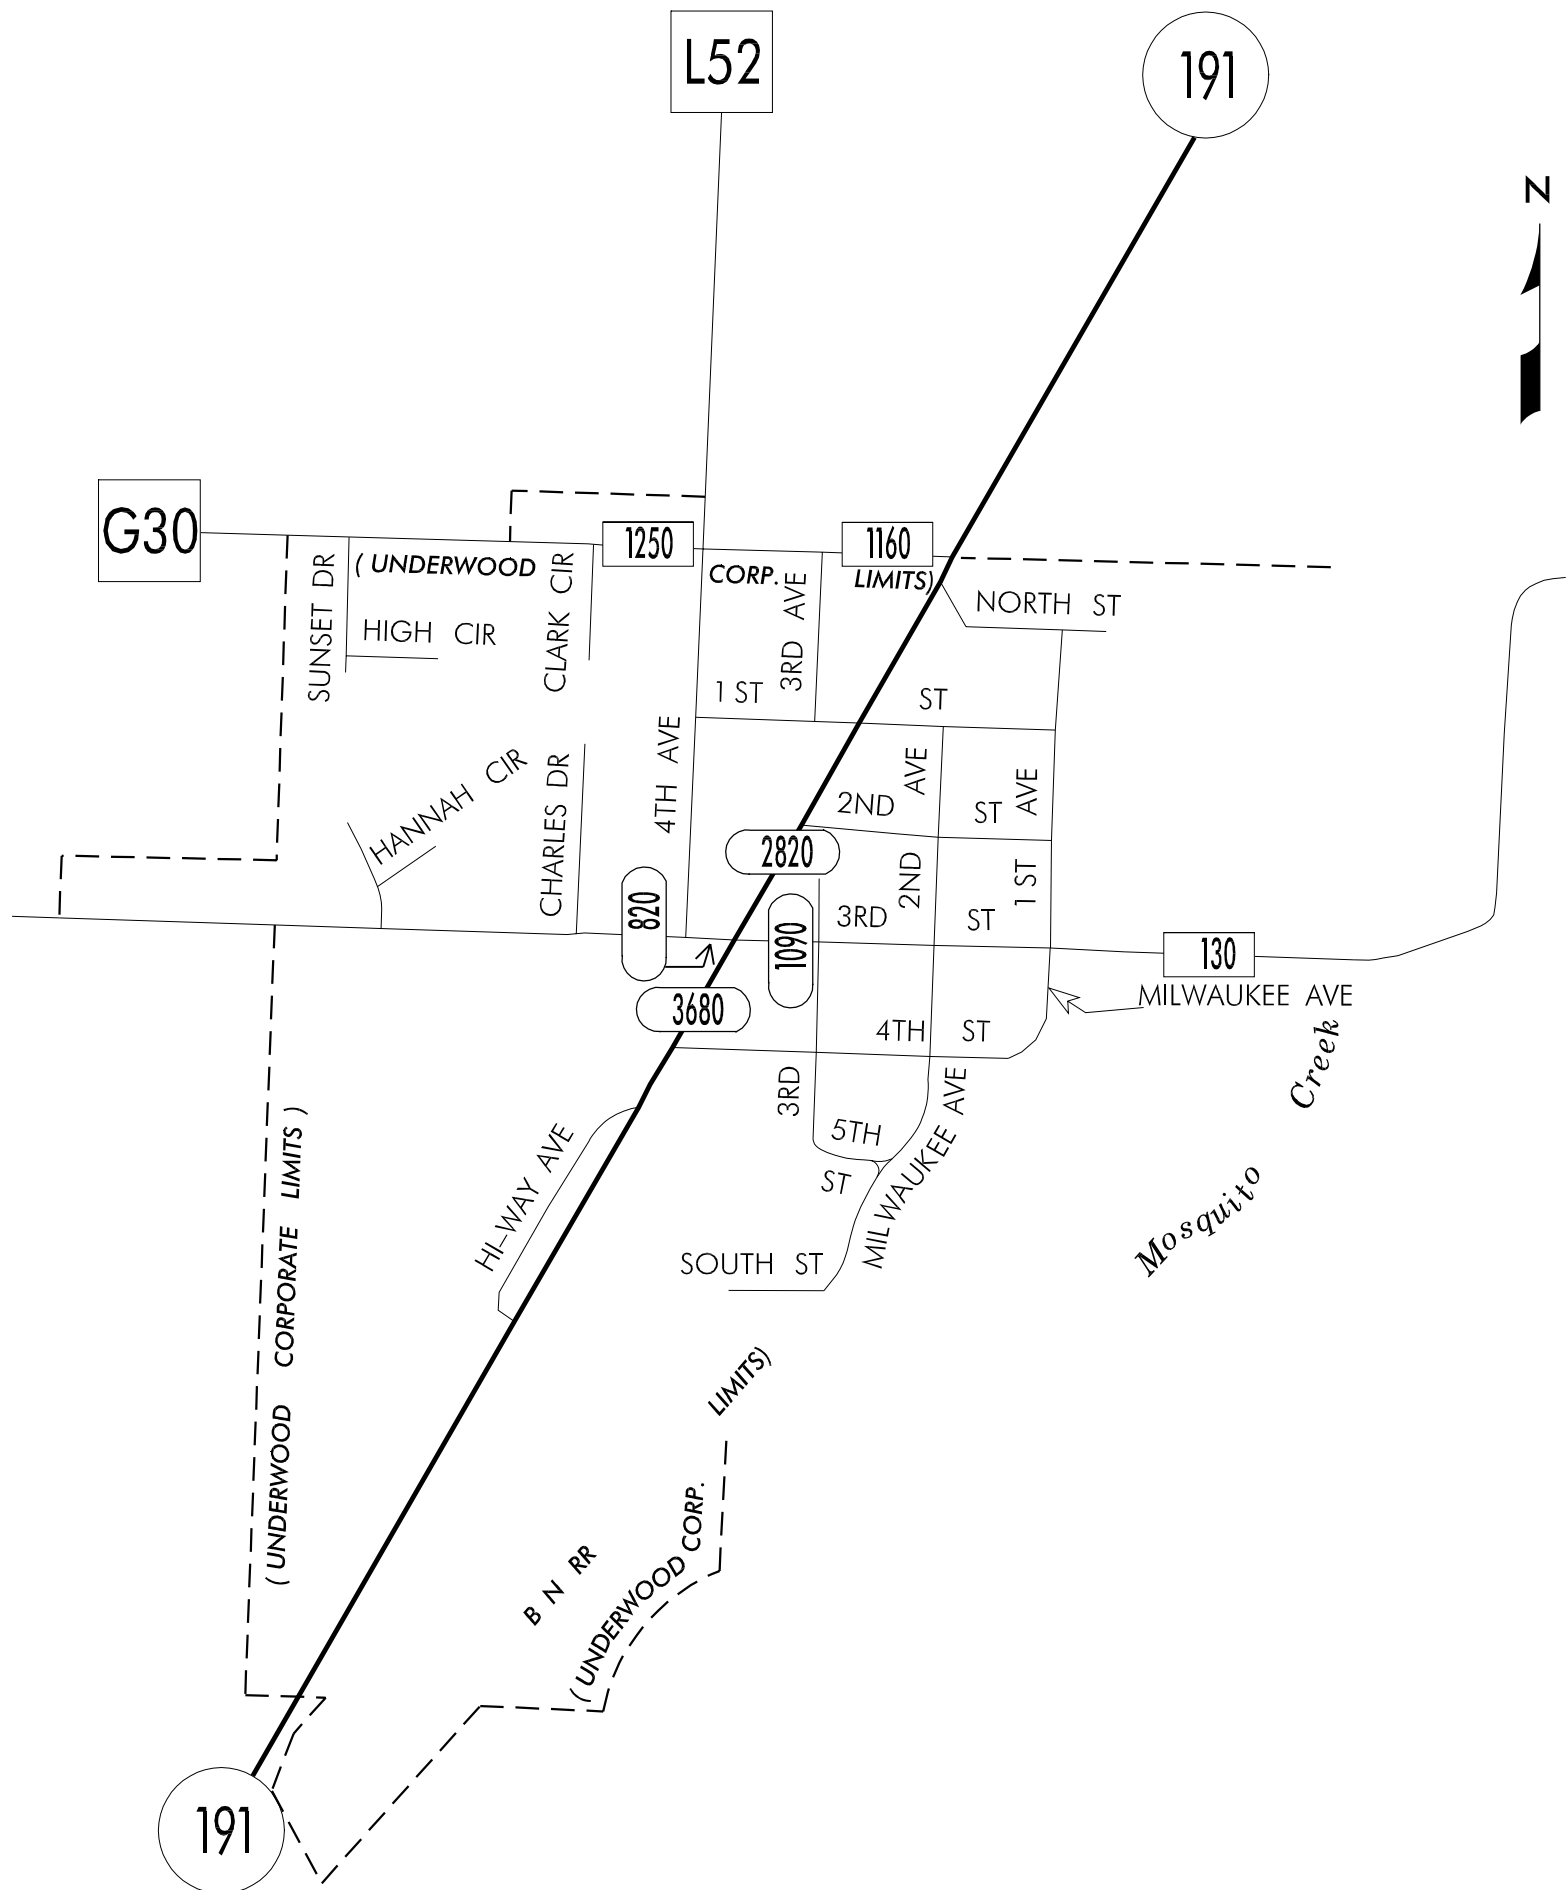 L52
191
N
G30
1250
1160
( UNDERWOOD CORP. LIMITS)
SUNSET DR
HIGH CIR
CLARK CIR
3RD AVE
NORTH ST
1 ST ST
4TH AVE
HANNAH CIR
CHARLES DR
2ND AVE
1 ST AVE
2ND ST
2820
820
1090
3RD ST
130
3680
MILWAUKEE AVE
4TH ST
Mosquito Creek
3RD
5TH ST
MILWAUKEE AVE
HI-WAY AVE
SOUTH ST
( UNDERWOOD CORPORATE LIMITS )
B N RR
( UNDERWOOD CORP. LIMITS)
191